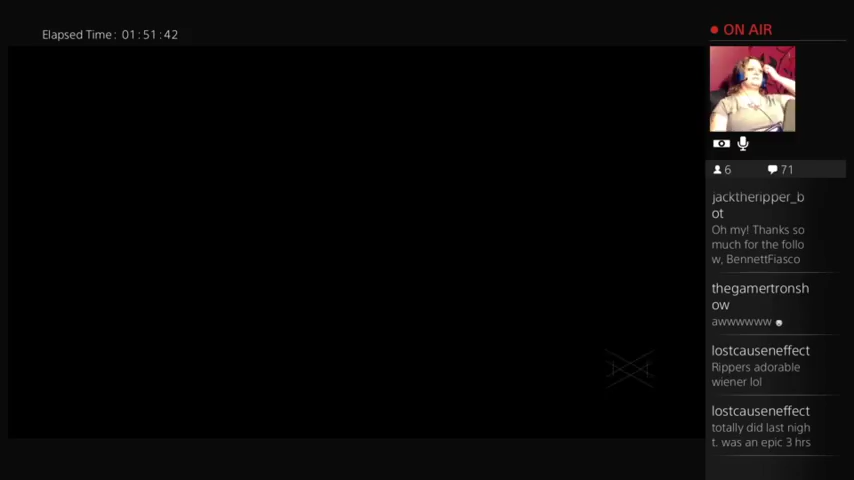 Elapsed Time: 01:51:42
ON AIR
6
71
jacktheripper_b
ot
Oh my! Thanks so
much for the follo
w, BennettFiasco
thegamertronsh
ow
awwwwww
lostcauseneffect
Rippers adorable
wiener lol
lostcauseneffect
totally did last nigh
t. was an epic 3 hrs